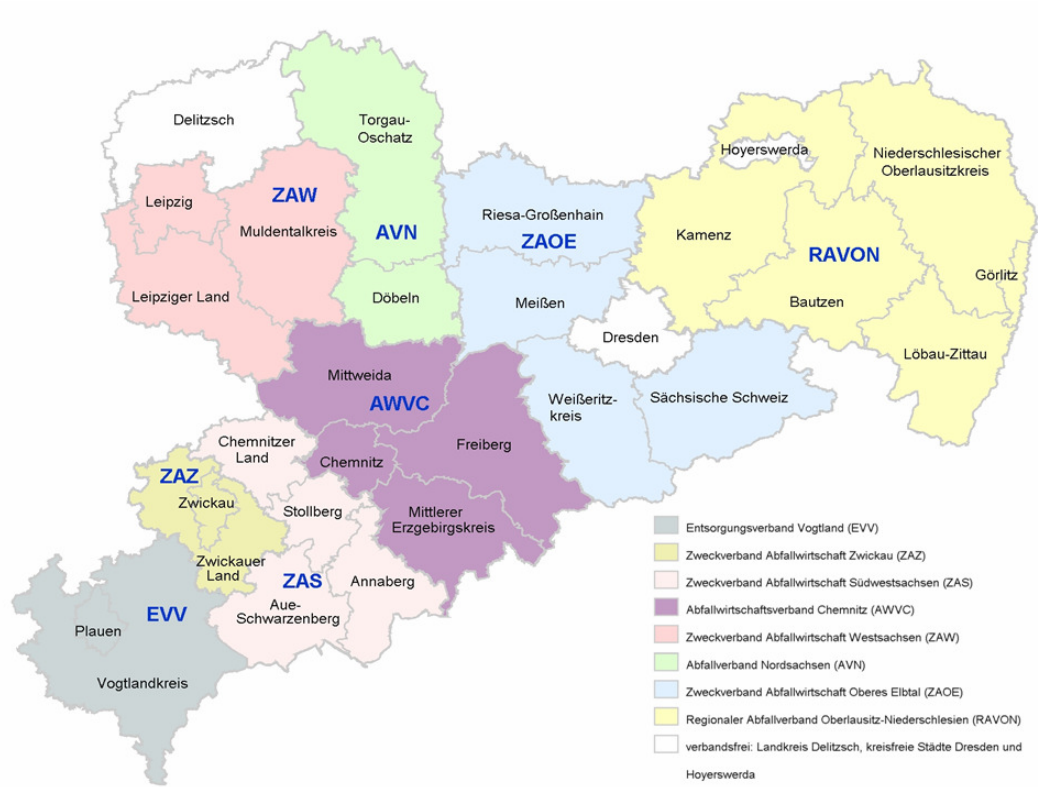 Delitzsch
Torgau-
Oschatz
Hoyerswerda
Niederschlesischer
Oberlausitzkreis
Leipzig
ZAW
Muldentalkreis
AVN
Riesa-Großenhain
ZAOE
Kamenz
RAVON
Görlitz
Leipziger Land
Döbeln
Meißen
Bautzen
Dresden
Löbau-Zittau
Mittweida
AWVC
Weißeritz-
kreis
Sächsische Schweiz
Chemnitzer
Land
Freiberg
Chemnitz
ZAZ
Zwickau
Stollberg
Mittlerer
Erzgebirgskreis
Zwickauer
Land
ZAS
Annaberg
Aue-
Schwarzenberg
EVV
Plauen
Vogtlandkreis
Entsorgungsverband Vogtland (EVV)
Zweckverband Abfallwirtschaft Zwickau (ZAZ)
Zweckverband Abfallwirtschaft Südwestsachsen (ZAS)
Abfallwirtschaftsverband Chemnitz (AWVC)
Zweckverband Abfallwirtschaft Westsachsen (ZAW)
Abfallverband Nordsachsen (AVN)
Zweckverband Abfallwirtschaft Oberes Elbtal (ZAOE)
Regionaler Abfallverband Oberlausitz-Niederschlesien (RAVON)
verbandsfrei: Landkreis Delitzsch, kreisfreie Städte Dresden und
Hoyerswerda